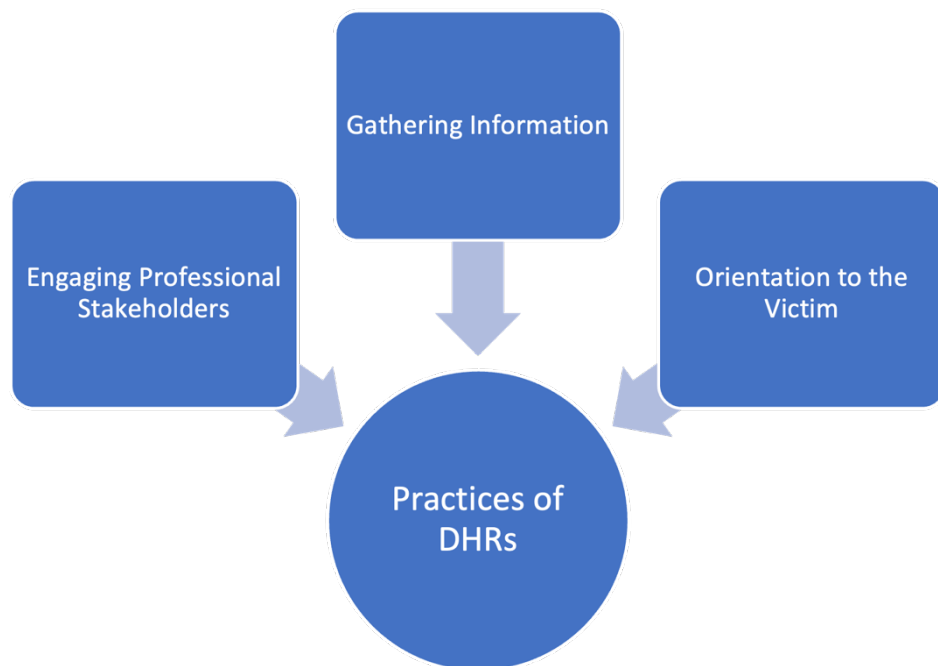 Gathering Information
Engaging Professional
Stakeholders
Orientation to the
Victim
Practices of
DHRs